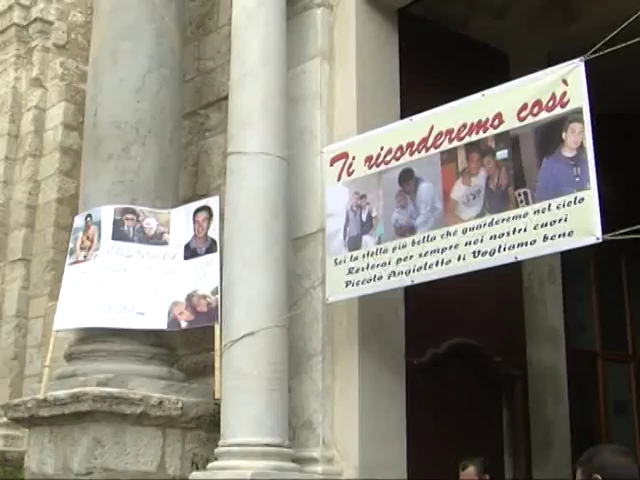 Ti ricorderemo così
Sei la stella più bella che guarderemo nel cielo
Resterai per sempre nei nostri cuori
Piccolo Angioletto ti Vogliamo bene